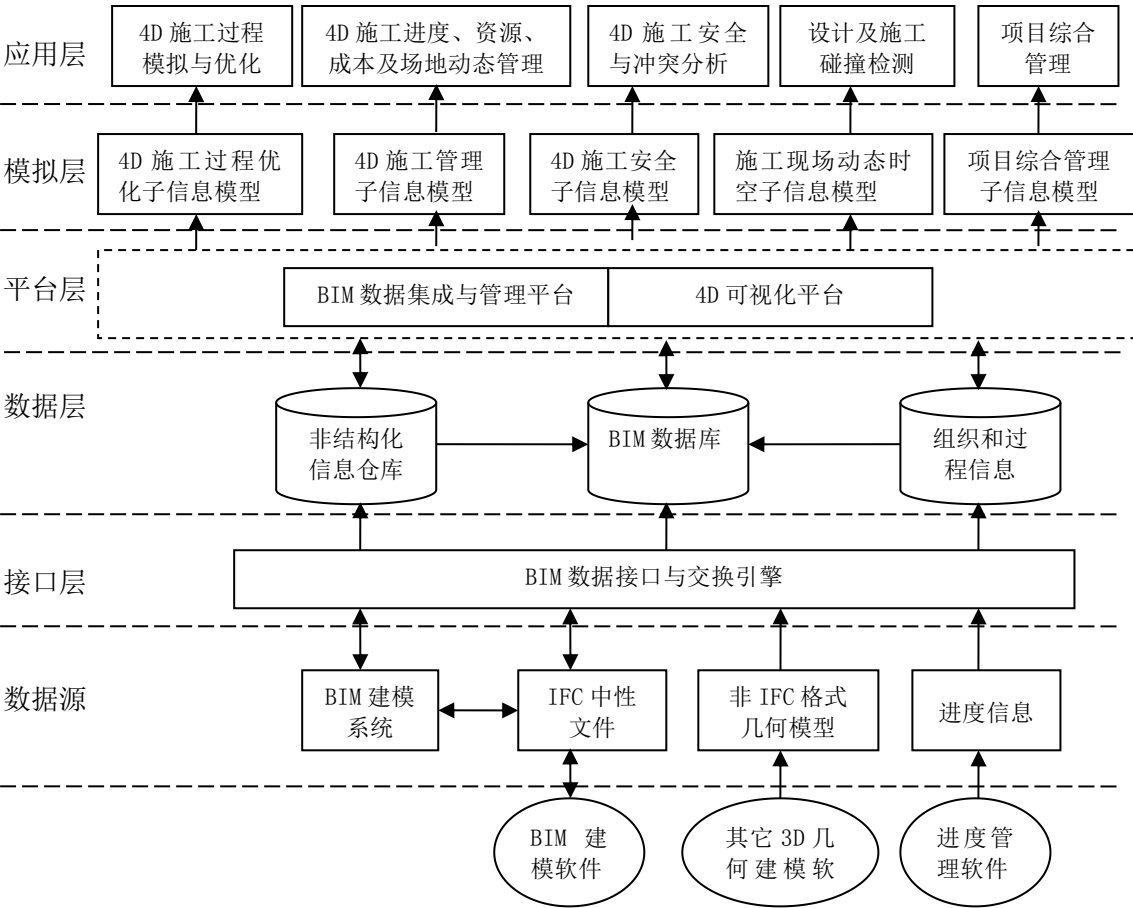 应用层
4D 施工过程
模拟与优化
4D 施工进度、资源、
成本及场地动态管理
4D 施工安全
与冲突分析
设计及施工
碰撞检测
项目综合
管理
模拟层
4D 施工过程优
化子信息模型
4D 施工管理
子信息模型
4D 施工安全
子信息模型
施工现场动态时
空子信息模型
项目综合管理
子信息模型
平台层
BIM 数据集成与管理平台
4D 可视化平台
数据层
非结构化
信息仓库
BIM 数据库
组织和过
程信息
接口层
BIM 数据接口与交换引擎
数据源
BIM 建模
系统
IFC 中性
文件
非 IFC 格式
几何模型
进度信息
BIM 建
模软件
其它 3D 几
何建模软
进度管
理软件